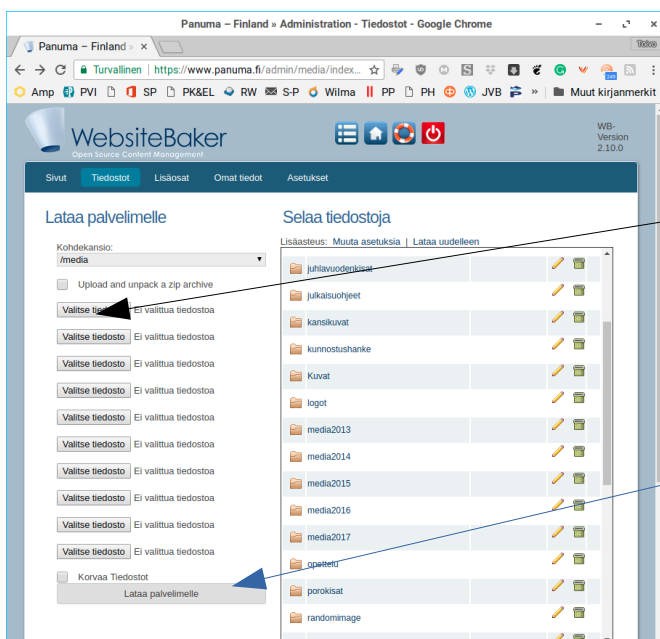 Panuma – Finland » Administration - Tiedostot - Google Chrome
Panuma – Finland »
Toivo
Turvallinen | https://www.panuma.fi/admin/media/index...
Amp PVI SP PK&EL RW S-P Wilma PP PH JVB » Muut kirjanmerkit
WebsiteBaker
Open Source Content Management
WB-
Version
2.10.0
Sivut Tiedostot Lisäosat Omat tiedot Asetukset
Lataa palvelimelle
Kohdekansio:
/media
Upload and unpack a zip archive
Valitse tiedosto Ei valittua tiedostoa
Valitse tiedosto Ei valittua tiedostoa
Valitse tiedosto Ei valittua tiedostoa
Valitse tiedosto Ei valittua tiedostoa
Valitse tiedosto Ei valittua tiedostoa
Valitse tiedosto Ei valittua tiedostoa
Valitse tiedosto Ei valittua tiedostoa
Valitse tiedosto Ei valittua tiedostoa
Valitse tiedosto Ei valittua tiedostoa
Valitse tiedosto Ei valittua tiedostoa
Korvaa Tiedostot
Lataa palvelimelle
Selaa tiedostoja
Lisäasteus: Muuta asetuksia | Lataa uudelleen
juhlavuodenkisat
julkaisuohjeet
kansikuvat
kunnostushanke
Kuvat
logot
media2013
media2014
media2015
media2016
media2017
opettelu
porokisat
randomimage